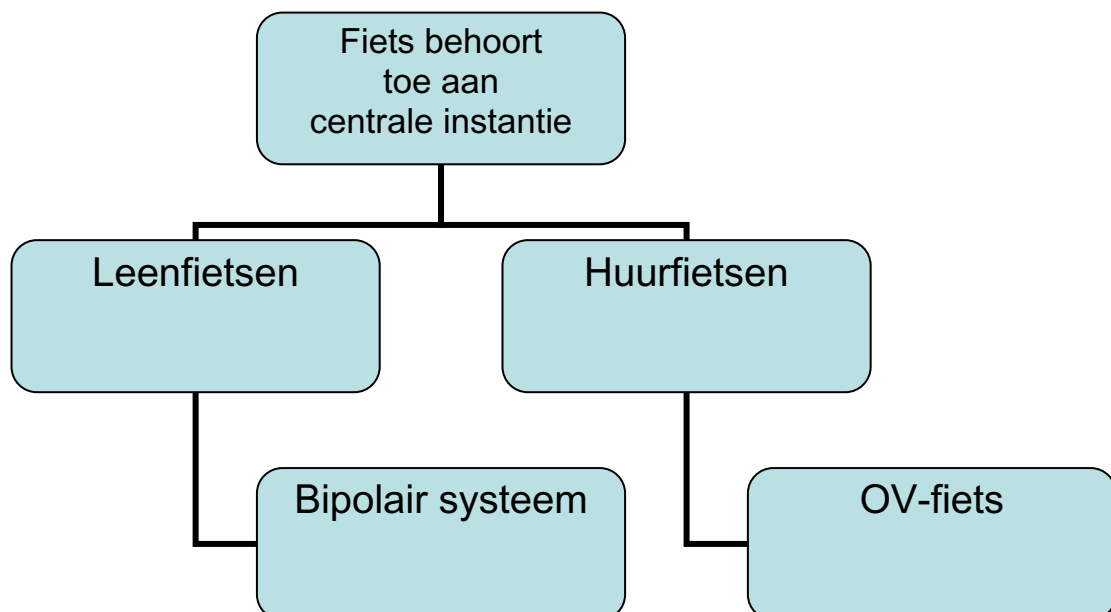 Fiets behoort
toe aan
centrale instantie
Leenfietsen
Huurfietsen
Bipolair systeem
OV-fiets